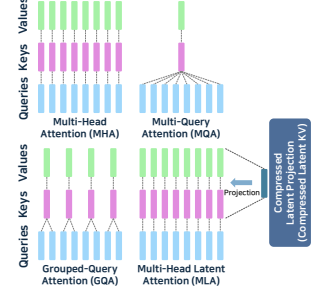 Values
Keys
Queries
Multi-Head
Attention (MHA)
Multi-Query
Attention (MQA)
Values
Keys
Queries
Projection
Compressed
Latent Projection
(Compressed Latent KV)
Grouped-Query
Attention (GQA)
Multi-Head Latent
Attention (MLA)